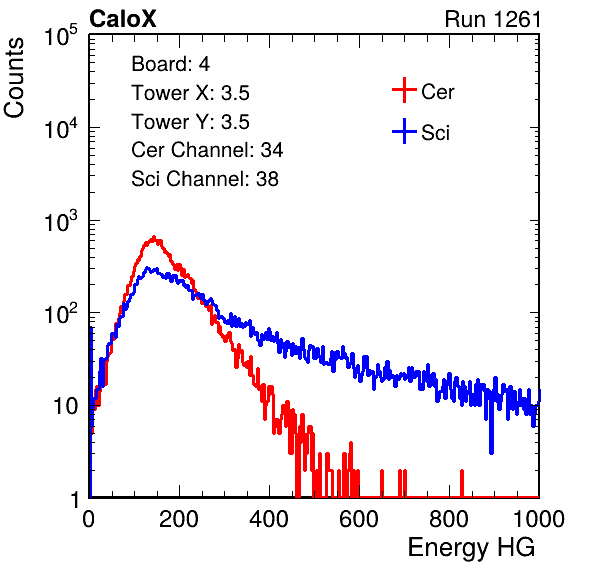 CaloX Run 1261
Counts
10^5
10^4
10^3
10^2
10
1
Board: 4
Tower X: 3.5
Tower Y: 3.5
Cer Channel: 34
Sci Channel: 38
Cer
Sci
0 200 400 600 800 1000
Energy HG